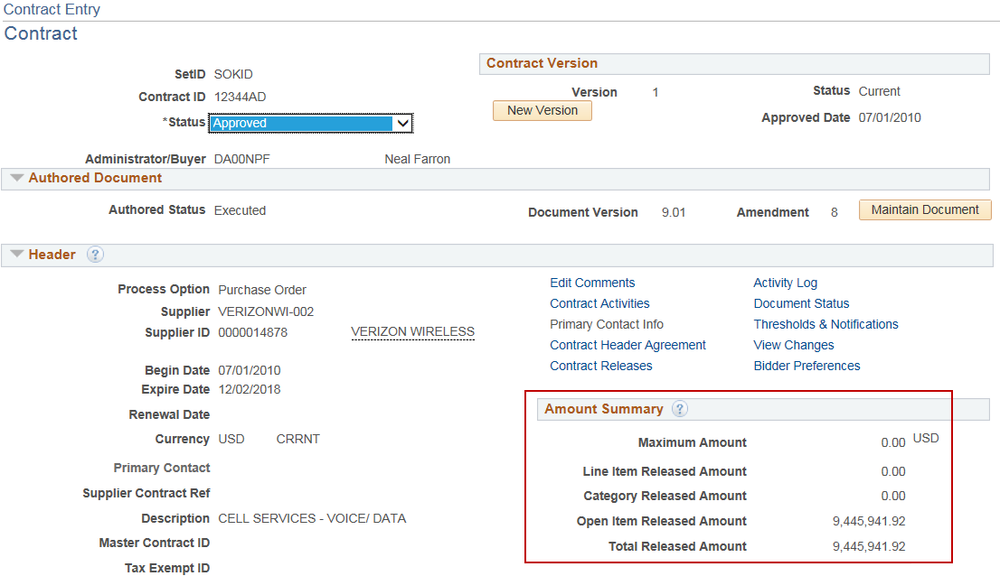 Contract Entry
Contract
SetID SOKID
Contract ID 12344AD
*Status Approved
Administrator/Buyer DA00NPF Neal Farron
Contract Version
Version 1 Status Current
New Version
Approved Date 07/01/2010
Authored Document
Authored Status Executed Document Version 9.01 Amendment 8 Maintain Document
Header ?
Process Option Purchase Order
Supplier VERIZONWI-002
Supplier ID 0000014878 VERIZON WIRELESS
Begin Date 07/01/2010
Expire Date 12/02/2018
Renewal Date
Currency USD CRRNT
Primary Contact
Supplier Contract Ref
Description CELL SERVICES - VOICE/ DATA
Master Contract ID
Tax Exempt ID
Edit Comments Activity Log
Contract Activities Document Status
Primary Contact Info Thresholds & Notifications
Contract Header Agreement View Changes
Contract Releases Bidder Preferences
Amount Summary ?
Maximum Amount 0.00 USD
Line Item Released Amount 0.00
Category Released Amount 0.00
Open Item Released Amount 9,445,941.92
Total Released Amount 9,445,941.92